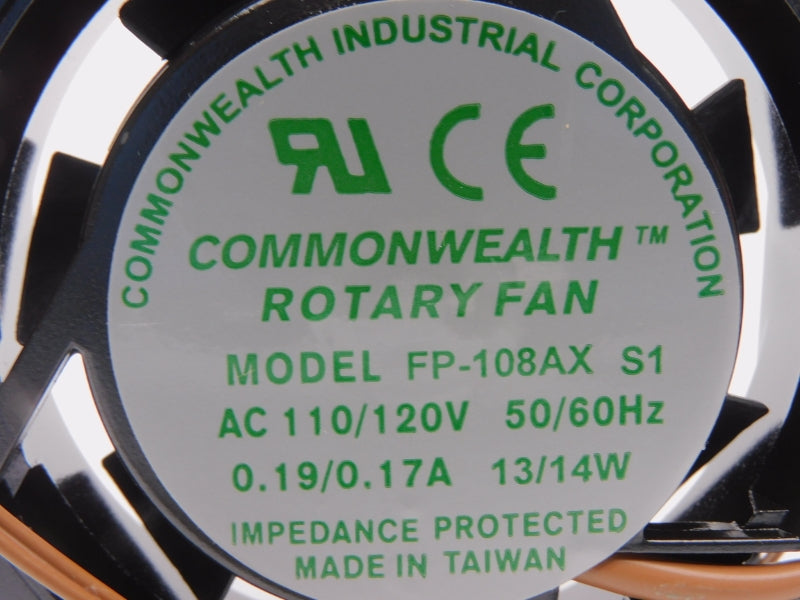 COMMONWEALTH INDUSTRIAL CORPORATION
RU CE
COMMONWEALTH ™
ROTARY FAN
MODEL FP-108AX S1
AC 110/120V 50/60Hz
0.19/0.17A 13/14W
IMPEDANCE PROTECTED
MADE IN TAIWAN